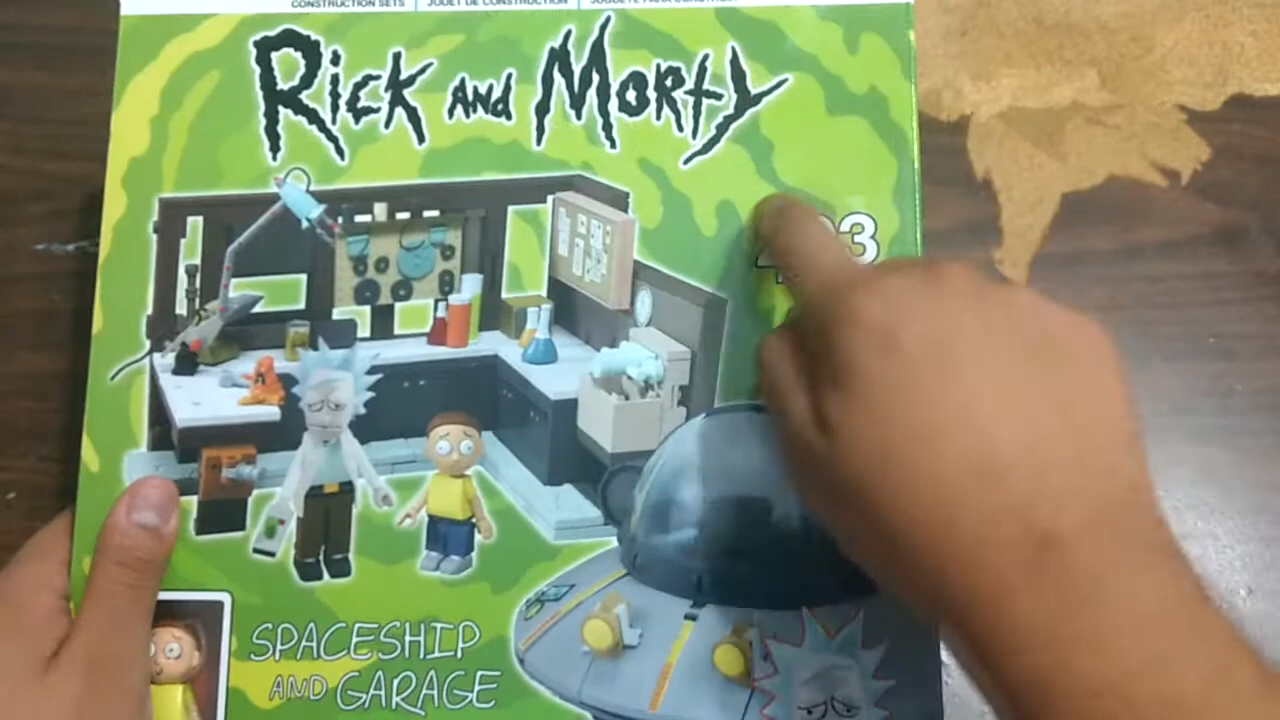 CONSTRUCTION SETS | JOUET DE CONSTRUCTION
RICK AND MORTY
SPACESHIP
AND GARAGE